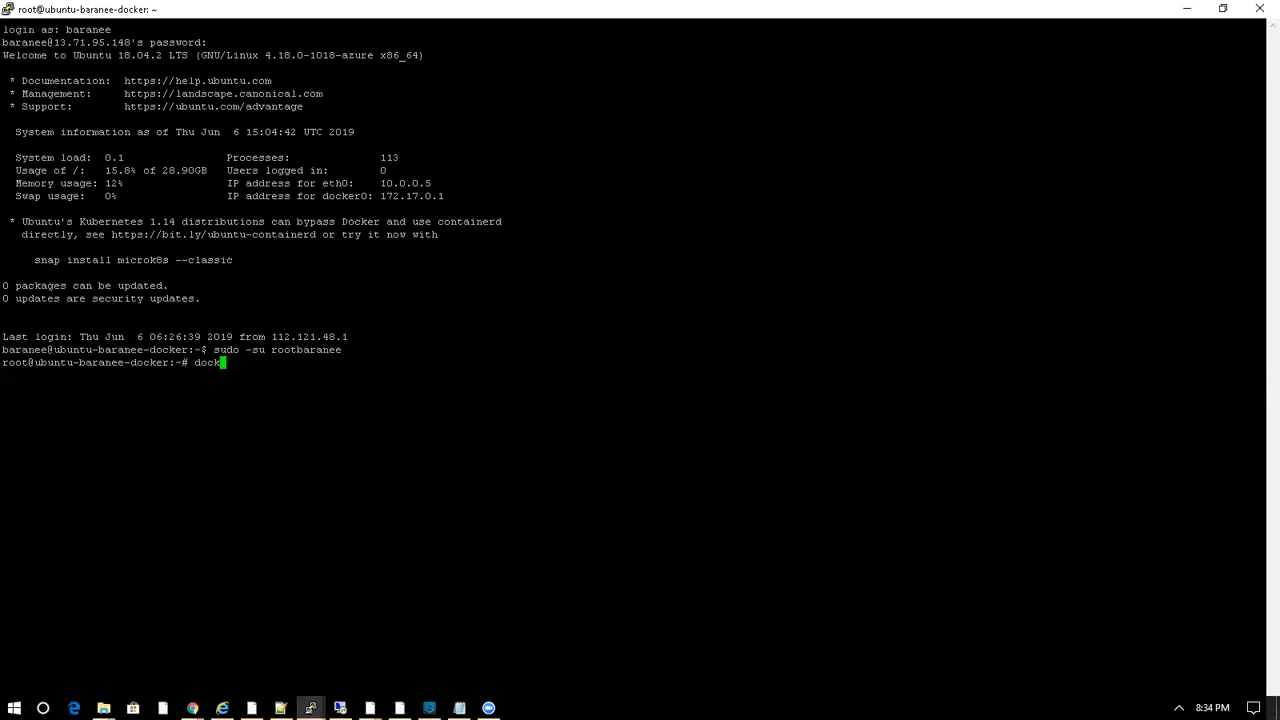 root@ubuntu-baranee-docker: ~
login as: baranee
baranee@13.71.95.148's password:
Welcome to Ubuntu 18.04.2 LTS (GNU/Linux 4.18.0-1018-azure x86_64)
* Documentation:  https://help.ubuntu.com
* Management:     https://landscape.canonical.com
* Support:        https://ubuntu.com/advantage
System information as of Thu Jun  6 15:04:42 UTC 2019
System load:  0.1                Processes:              113
Usage of /:   15.8% of 28.90GB   Users logged in:        0
Memory usage: 12%                IP address for eth0:    10.0.0.5
Swap usage:   0%                 IP address for docker0: 172.17.0.1
* Ubuntu's Kubernetes 1.14 distributions can bypass Docker and use containerd
directly, see https://bit.ly/ubuntu-containerd or try it now with
snap install microk8s --classic
0 packages can be updated.
0 updates are security updates.
Last login: Thu Jun  6 06:26:39 2019 from 112.121.48.1
baranee@ubuntu-baranee-docker:~$ sudo -su rootbaranee
root@ubuntu-baranee-docker:~# dock
8:34 PM